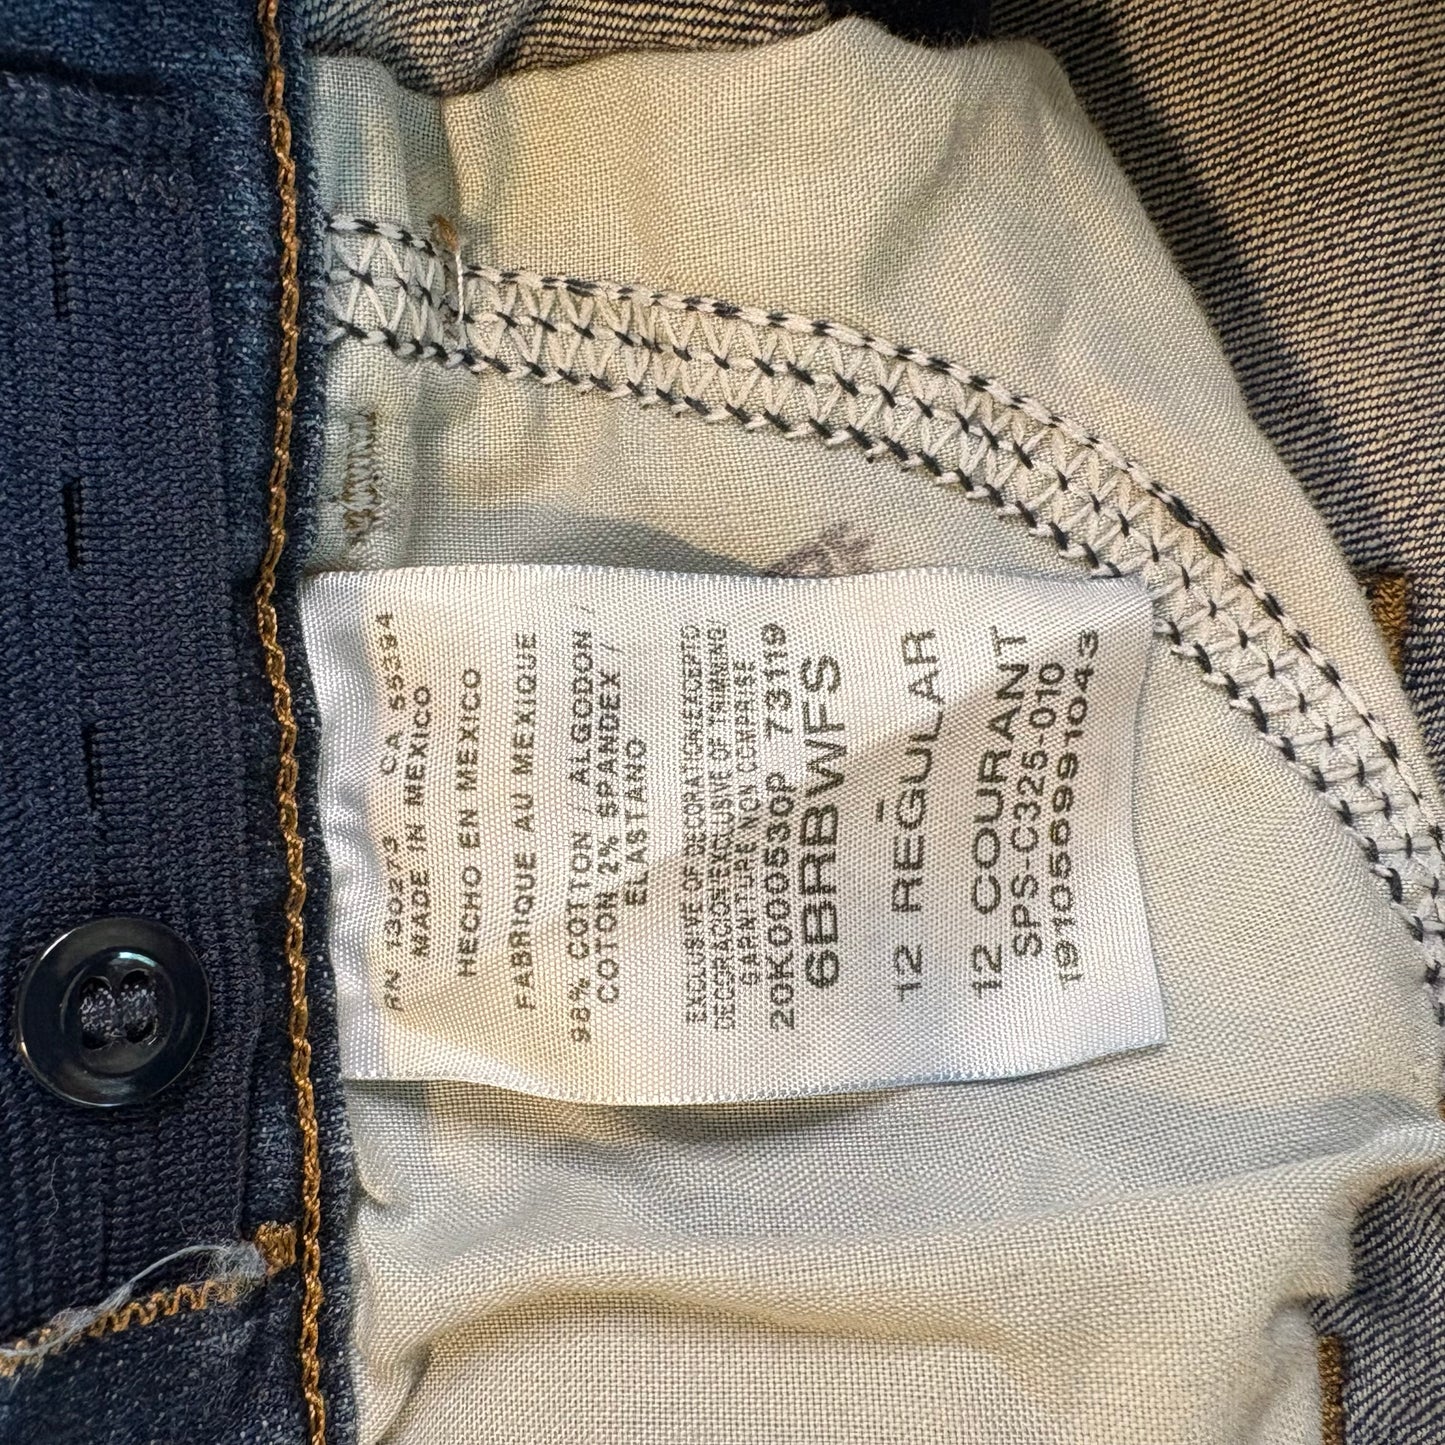 RN 130273 CA 55394
MADE IN MEXICO
HECHO EN MEXICO
FABRIQUE AU MEXIQUE
98% COTTON / ALGODON /
COTON 2% SPANDEX /
ELASTANO
EXCLUSIVE OF DECORATION/EXCEPTO
DECORACION/EXCLUSIVE OF TRIMMING
GARNITURE NON COMPRISE
20K000530P 73119
6BRBWFS
12 REGULAR
12 COURANT
SPS-C325-010
191056991043